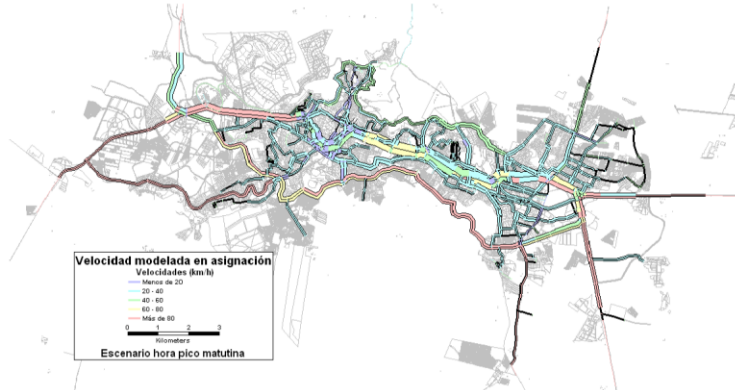 Velocidad modelada en asignación
Velocidades (km/h)
Menos de 20
20 - 40
40 - 60
60 - 80
Más de 80
0 1 2 3
Kilometers
Escenario hora pico matutina